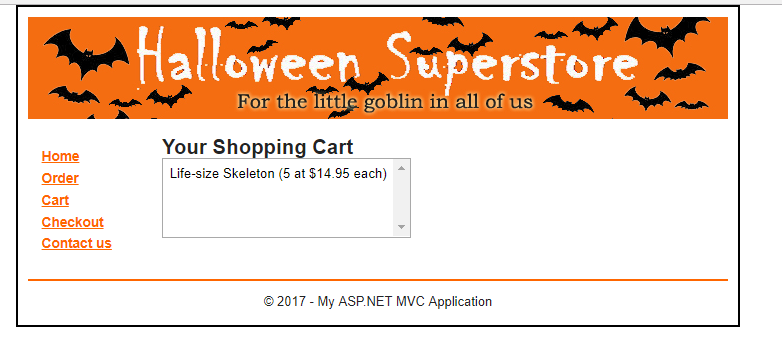 Halloween Superstore
For the little goblin in all of us
Home
Order
Cart
Checkout
Contact us
Your Shopping Cart
Life-size Skeleton (5 at $14.95 each)
© 2017 - My ASP.NET MVC Application